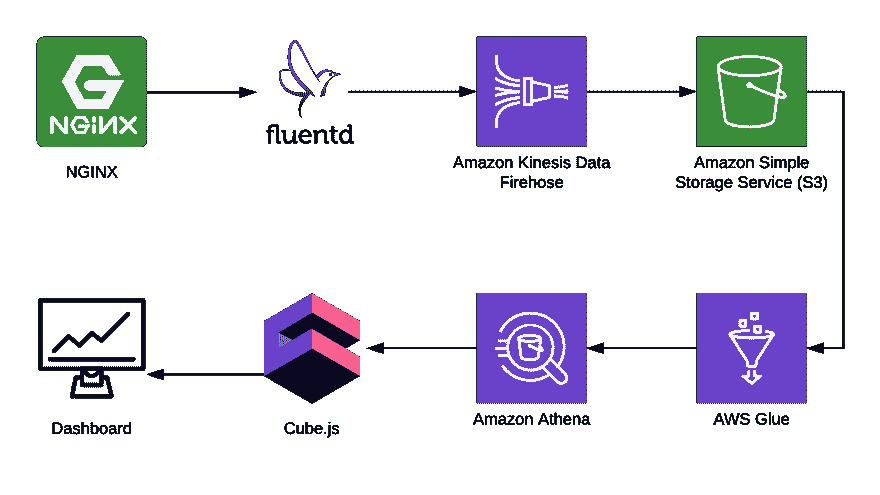 NGINX
NGINX
fluentd
Amazon Kinesis Data
Firehose
Amazon Simple
Storage Service (S3)
Dashboard
Cube.js
Amazon Athena
AWS Glue